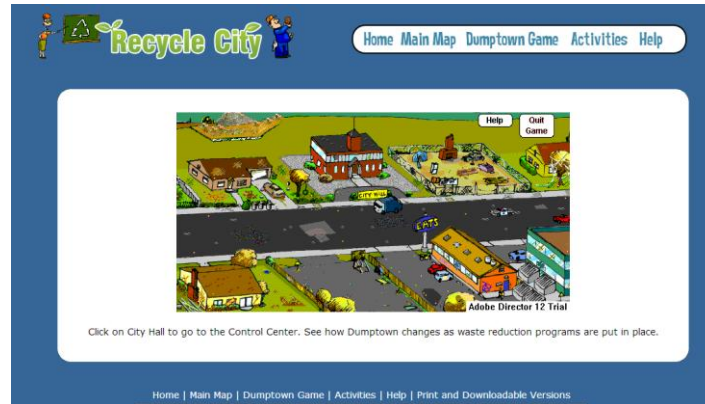 Recycle City
Home Main Map Dumptown Game Activities Help
Help
Quit
Game
CITY HALL
EATS
Adobe Director 12 Trial
Click on City Hall to go to the Control Center. See how Dumptown changes as waste reduction programs are put in place.
Home | Main Map | Dumptown Game | Activities | Help | Print and Downloadable Versions